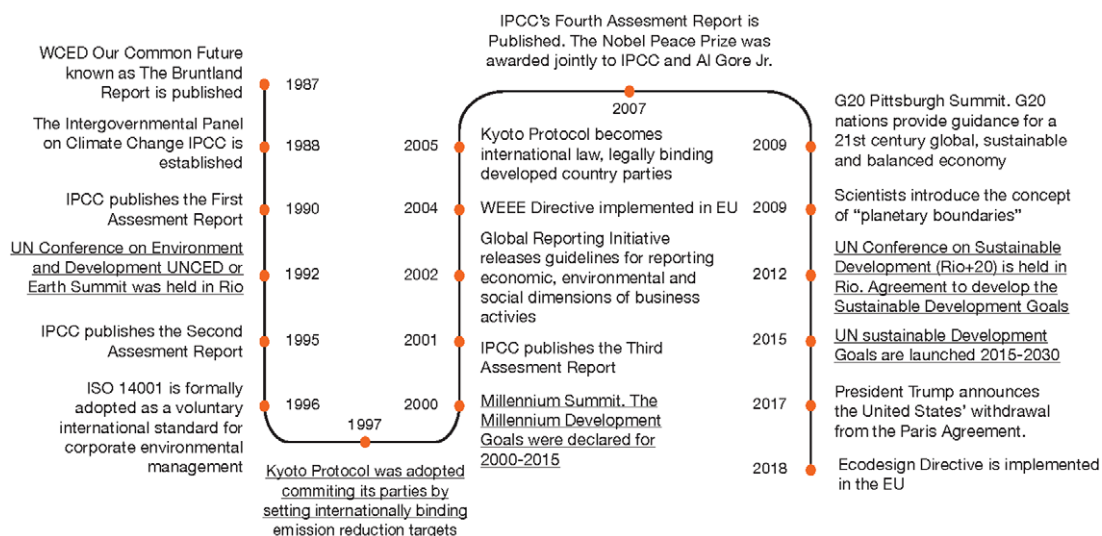 WCED Our Common Future
known as The Bruntland
Report is published
1987
The Intergovernmental Panel
on Climate Change IPCC is
established
1988
IPCC publishes the First
Assesment Report
1990
UN Conference on Environment
and Development UNCED or
Earth Summit was held in Rio
1992
IPCC publishes the Second
Assesment Report
1995
ISO 14001 is formally
adopted as a voluntary
international standard for
corporate environmental
management
1996
1997
Kyoto Protocol was adopted
commiting its parties by
setting internationally binding
emission reduction targets
2000
Millennium Summit. The
Millennium Development
Goals were declared for
2000-2015
2001
IPCC publishes the Third
Assesment Report
2002
Global Reporting Initiative
releases guidelines for reporting
economic, environmental and
social dimensions of business
activies
2004
WEEE Directive implemented in EU
2005
Kyoto Protocol becomes
international law, legally binding
developed country parties
IPCC's Fourth Assesment Report is
Published. The Nobel Peace Prize was
awarded jointly to IPCC and Al Gore Jr.
2007
2009
G20 Pittsburgh Summit. G20
nations provide guidance for a
21st century global, sustainable
and balanced economy
2009
Scientists introduce the concept
of "planetary boundaries"
2012
UN Conference on Sustainable
Development (Rio+20) is held in
Rio. Agreement to develop the
Sustainable Development Goals
2015
UN sustainable Development
Goals are launched 2015-2030
2017
President Trump announces
the United States' withdrawal
from the Paris Agreement.
2018
Ecodesign Directive is implemented
in the EU